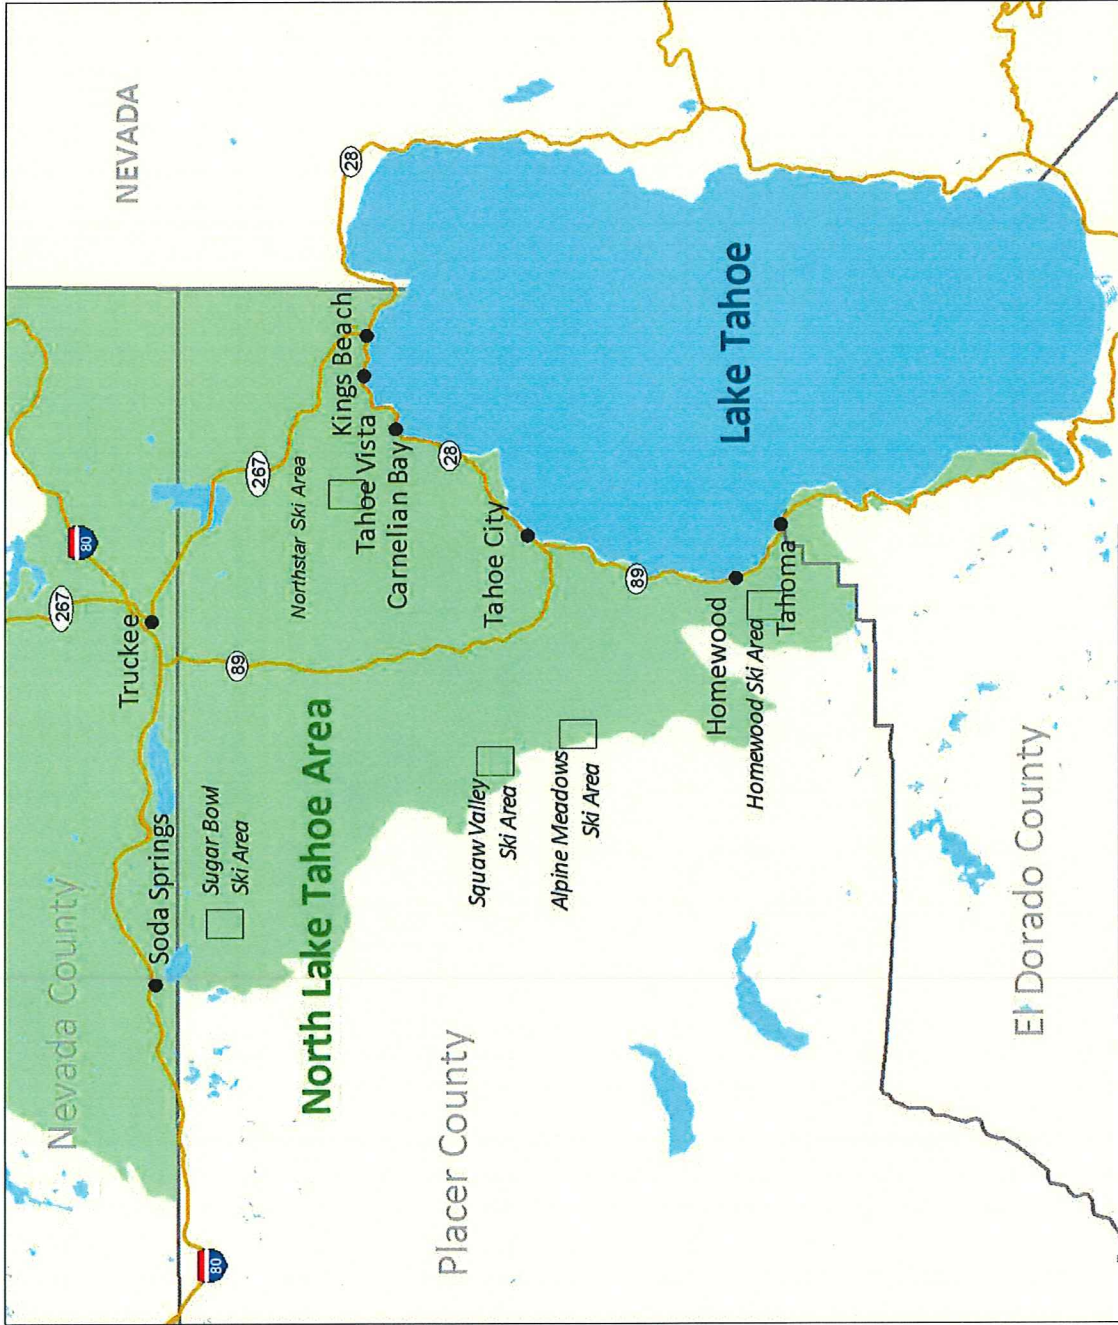 Nevada County
NEVADA
80
267
80
Truckee
Soda Springs
Sugar Bowl
Ski Area
89
267
28
North Lake Tahoe Area
Northstar Ski Area
Kings Beach
Tahoe Vista
Carnelian Bay
28
Tahoe City
Squaw Valley
Ski Area
Alpine Meadows
Ski Area
89
Placer County
Lake Tahoe
Homewood
Homewood Ski Area
Tahoma
El Dorado County